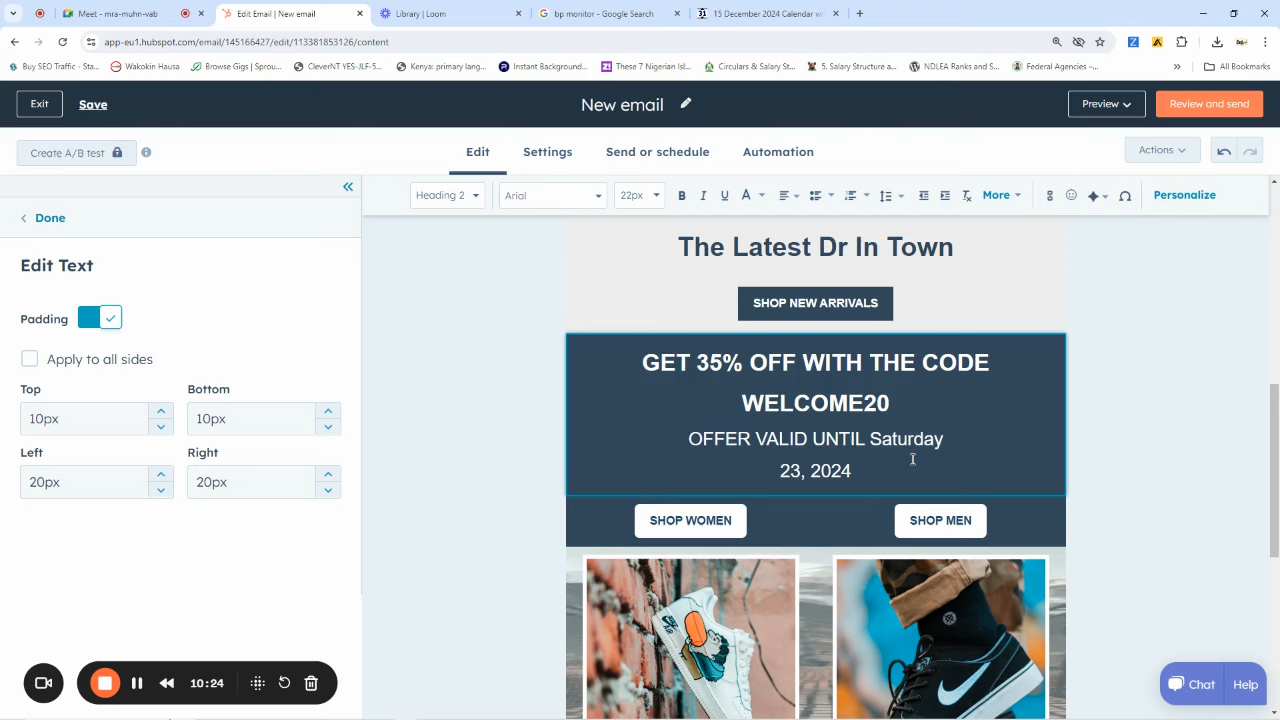 Meet - mra-muhn-vab
Edit Email | New email
Library | Loom
bp monitor - Google Search
15 December 2024 Calendar w
app-eu1.hubspot.com/email/145166427/edit/113381853126/content
Buy SEO Traffic - Sta...
Wakokin Hausa
Browse Gigs | Sprou...
CleverNT YES-JLF-5...
Kenya: primary lang...
Instant Background...
These 7 Nigerian Isl...
Circulars & Salary St...
5. Salary Structure a...
NDLEA Ranks and S...
Federal Agencies –...
All Bookmarks
Exit
Save
New email
Preview
Review and send
Create A/B test
Edit
Settings
Send or schedule
Automation
Actions
Done
Heading 2
Arial
22px
B
I
U
A
More
Personalize
Edit Text
Padding
Apply to all sides
Top
Bottom
10px
10px
Left
Right
20px
20px
The Latest Dr In Town
SHOP NEW ARRIVALS
GET 35% OFF WITH THE CODE
WELCOME20
OFFER VALID UNTIL Saturday
23, 2024
SHOP WOMEN
SHOP MEN
10:24
Chat
Help